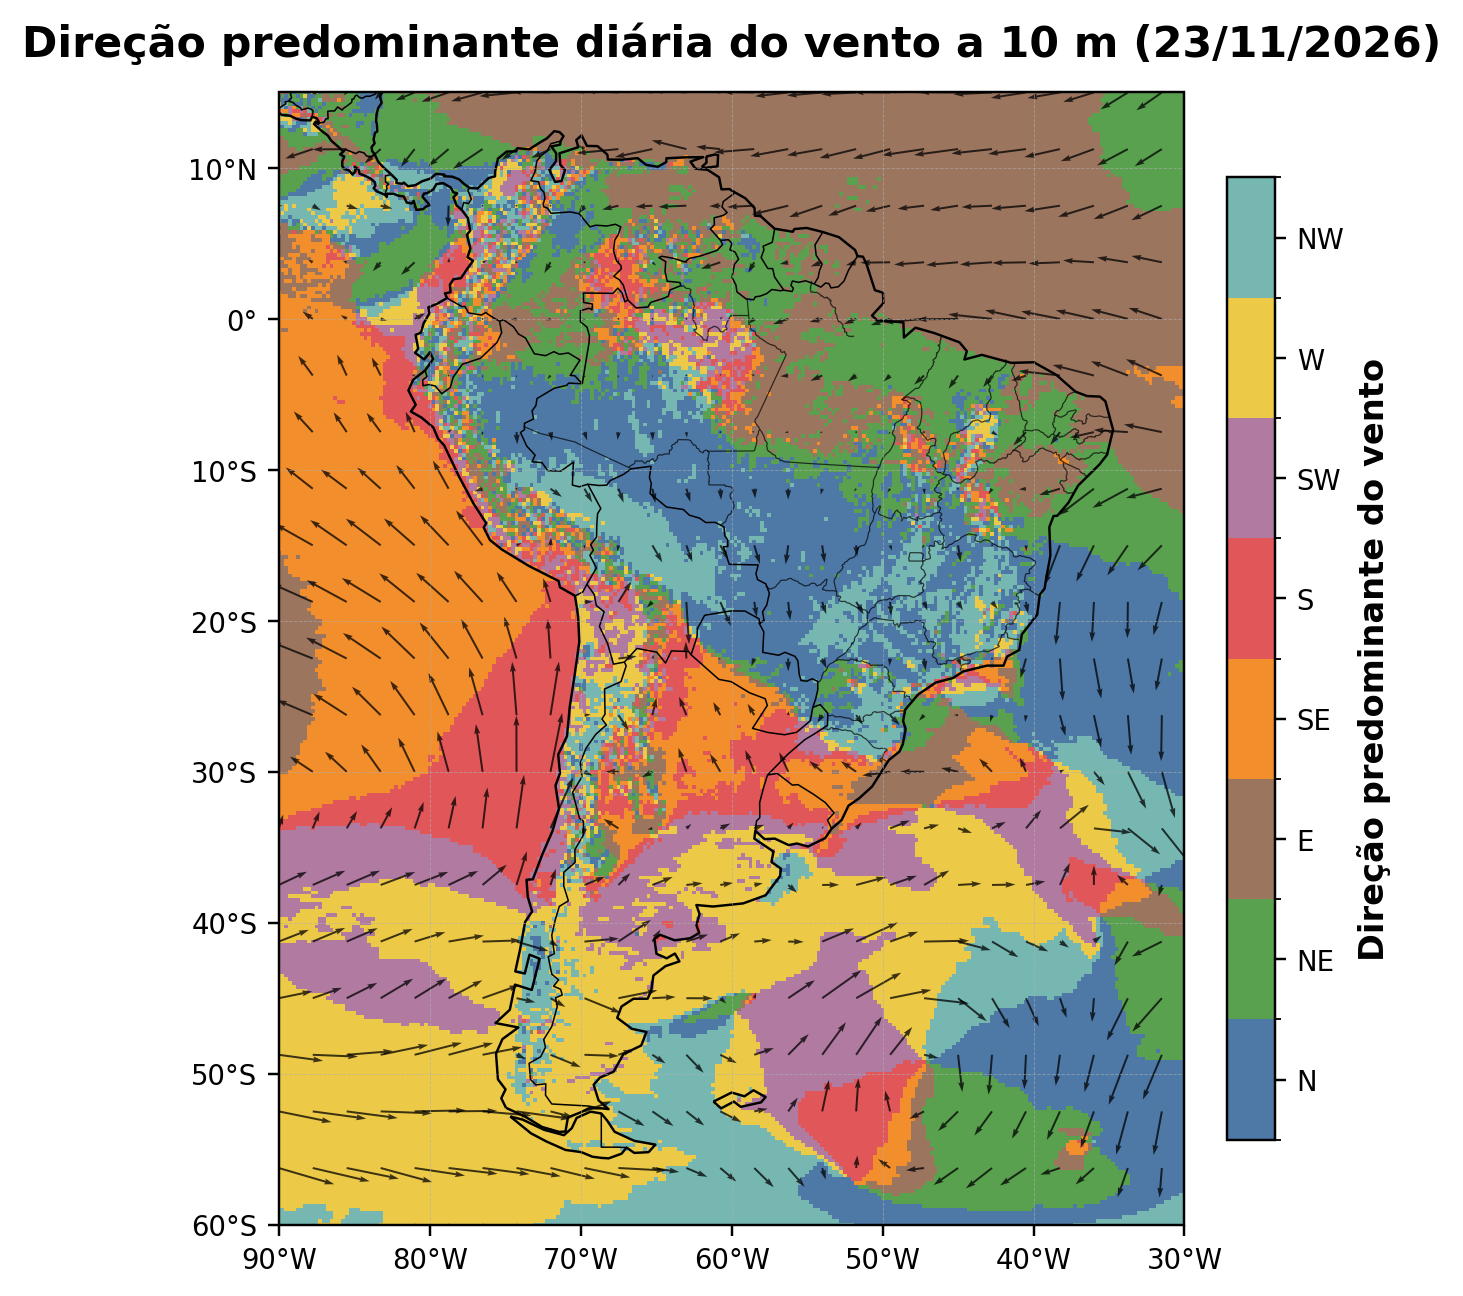 Direção predominante diária do vento a 10 m (23/11/2026)
10°N
0°
10°S
20°S
30°S
40°S
50°S
60°S
90°W
80°W
70°W
60°W
50°W
40°W
30°W
NW
W
SW
S
SE
E
NE
N
Direção predominante do vento